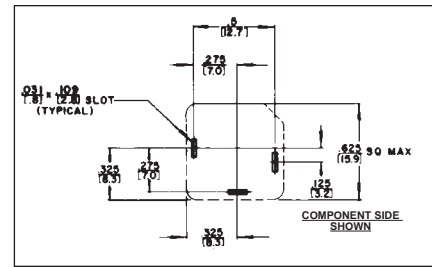 .5
[12.7]
.275
[7.0]
.031 x .109
[.8] [2.8] SLOT
(TYPICAL)
.625
[15.9] SQ MAX
.325
[8.3]
.275
[7.0]
.125
[3.2]
COMPONENT SIDE
SHOWN
.325
[8.3]